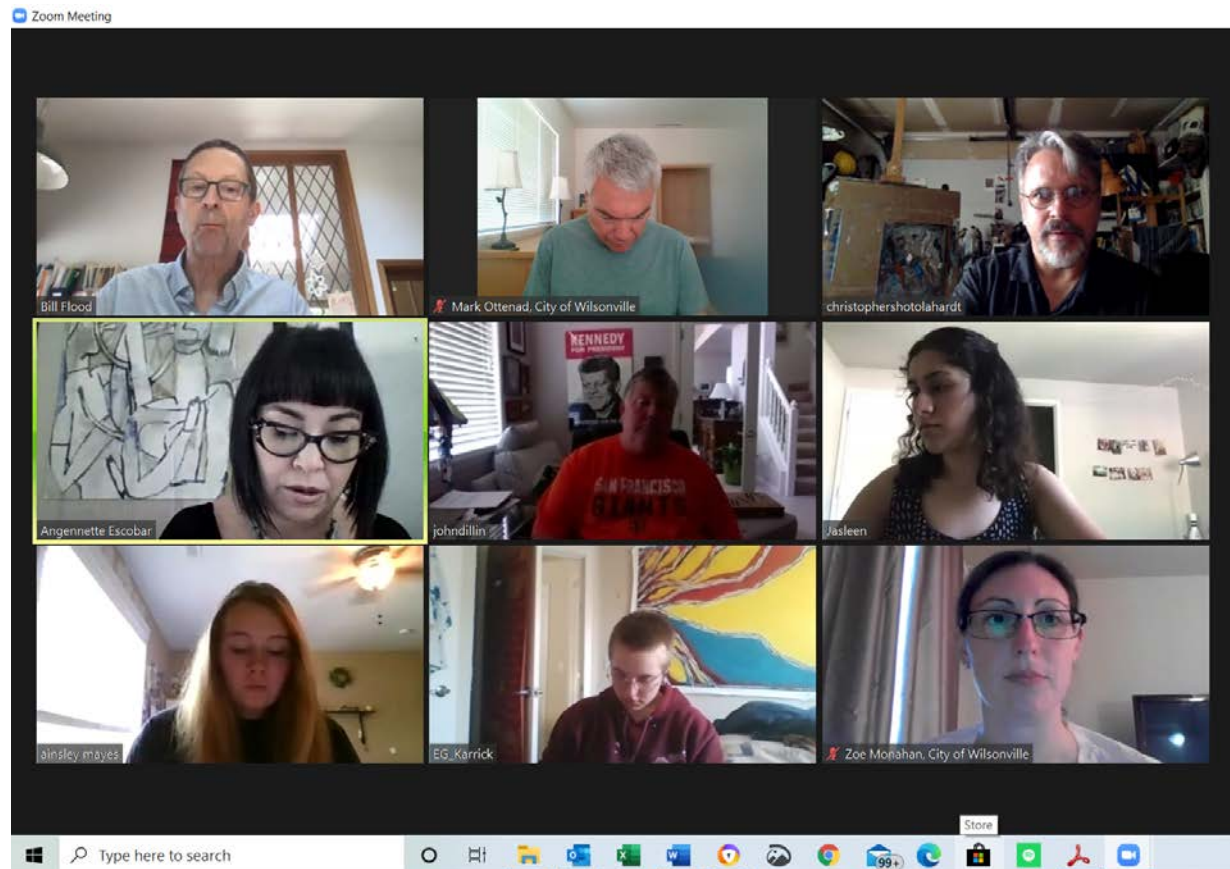 Zoom Meeting
Bill Flood
Mark Ottenad, City of Wilsonville
christophershotolahardt
KENNEDY
FOR PRESIDENT
SAN FRANCISCO
GIANTS
Angennette Escobar
johndillin
Jasleen
ainsley mayes
EG_Karrick
Zoe Monahan, City of Wilsonville
Store
Type here to search
99+